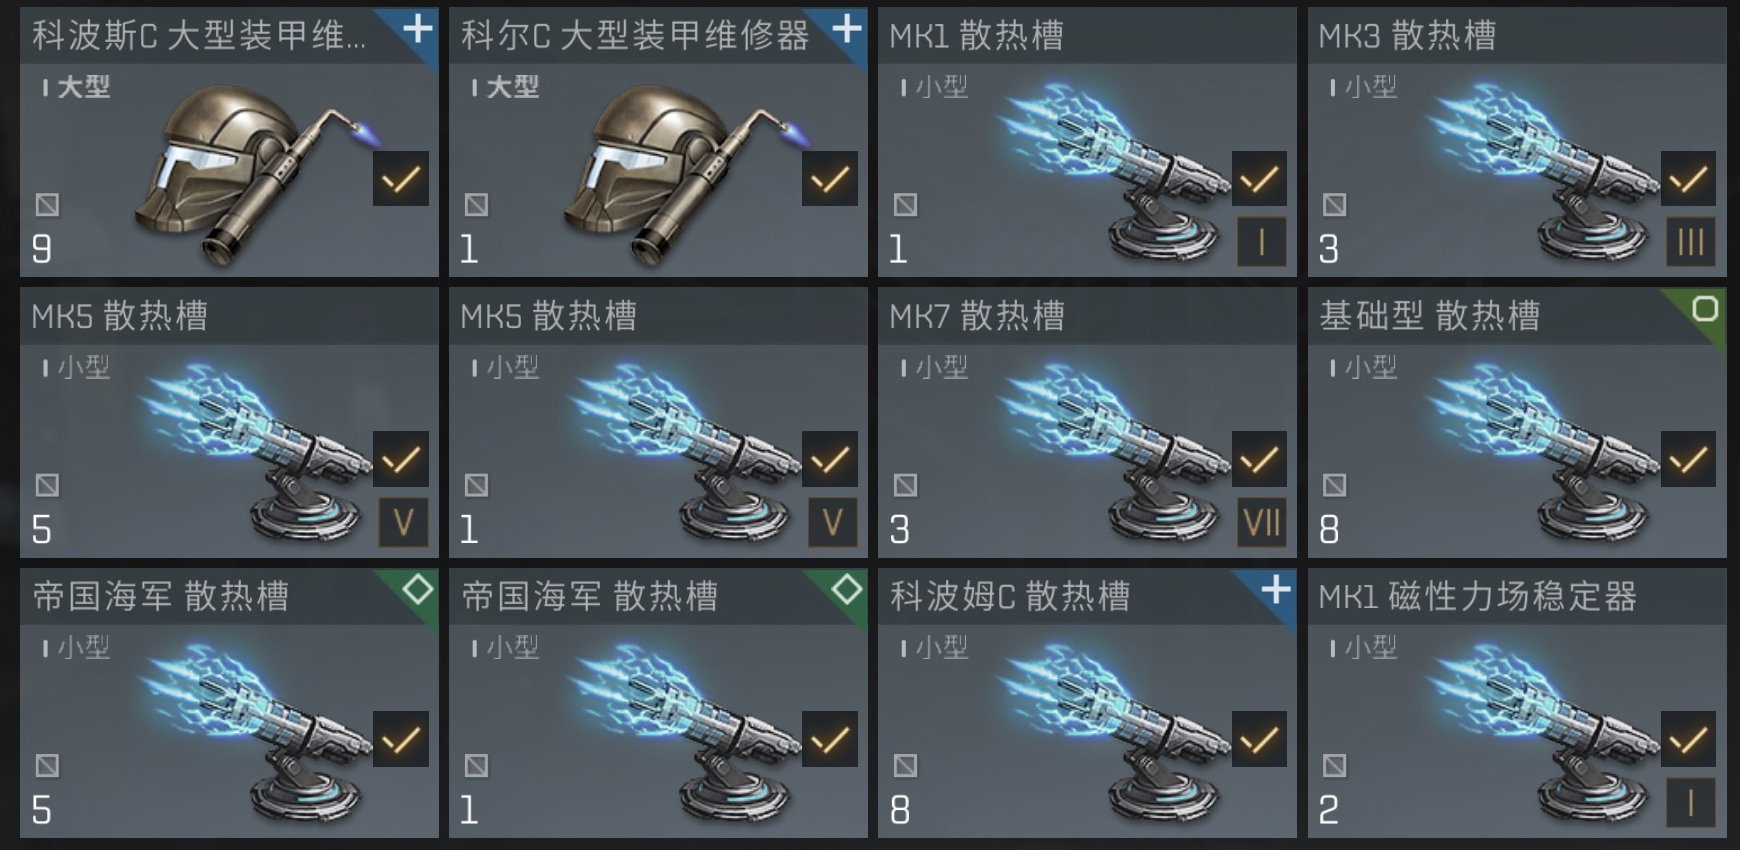 科波斯C 大型装甲维...
大型
9
科尔C 大型装甲维修器
大型
1
MK1 散热槽
小型
1
I
MK3 散热槽
小型
3
III
MK5 散热槽
小型
5
V
MK5 散热槽
小型
1
V
MK7 散热槽
小型
3
VII
基础型 散热槽
小型
8
帝国海军 散热槽
小型
5
帝国海军 散热槽
小型
1
科波姆C 散热槽
小型
8
MK1 磁性力场稳定器
小型
2
I